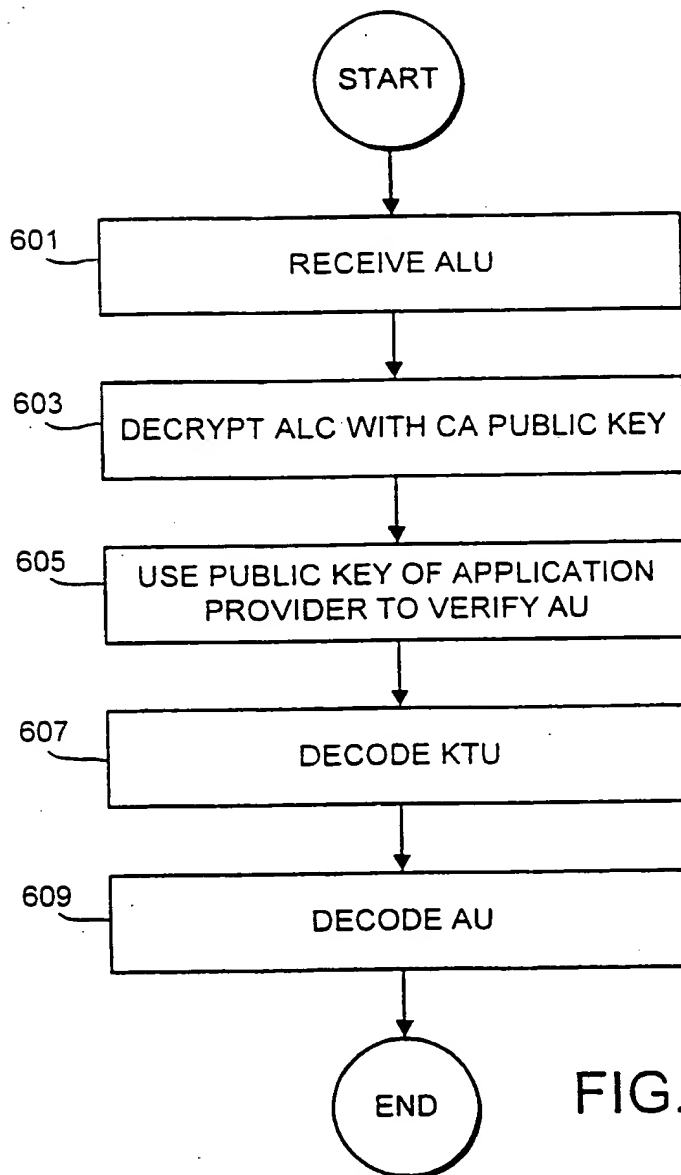 START
601
RECEIVE ALU
603
DECRYPT ALC WITH CA PUBLIC KEY
605
USE PUBLIC KEY OF APPLICATION
PROVIDER TO VERIFY AU
607
DECODE KTU
609
DECODE AU
END
FIG.